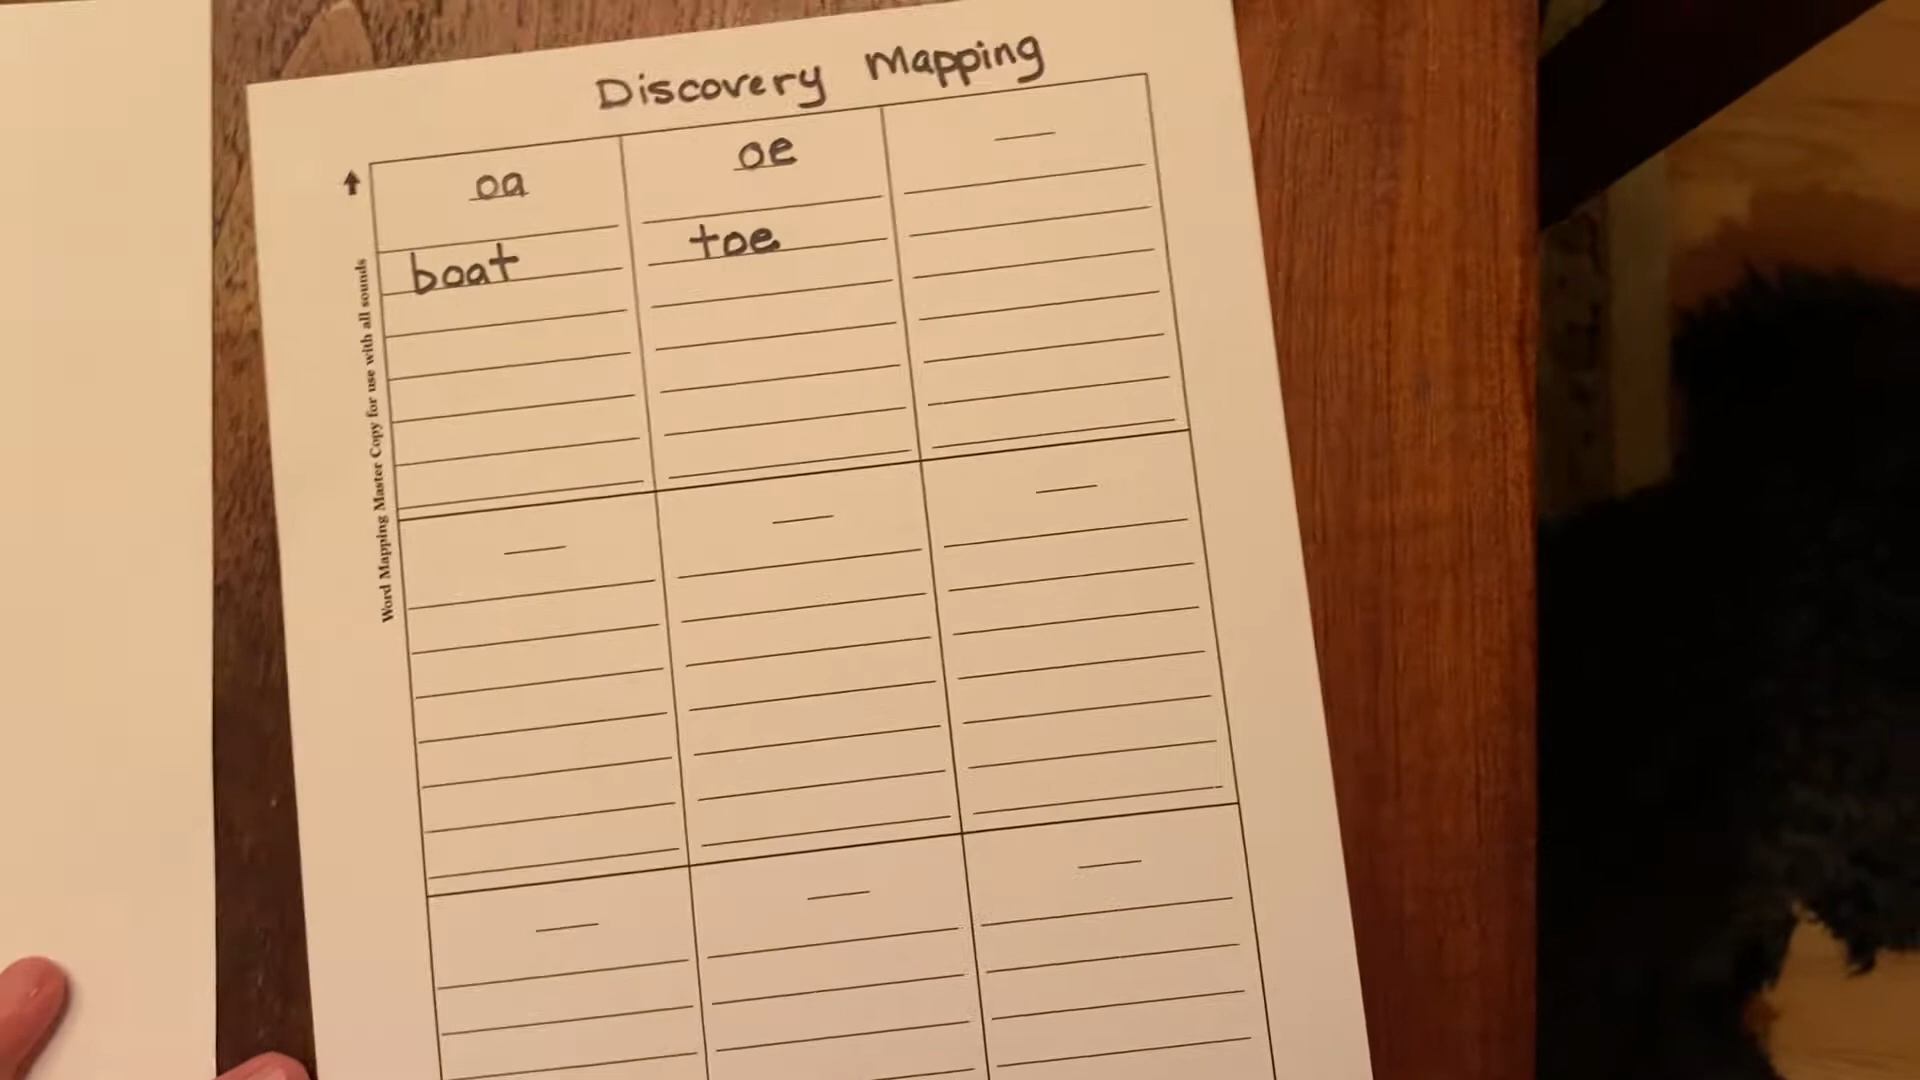 Discovery Mapping
oa
oe
boat
toe
Word Mapping Master Copy for use with all sounds